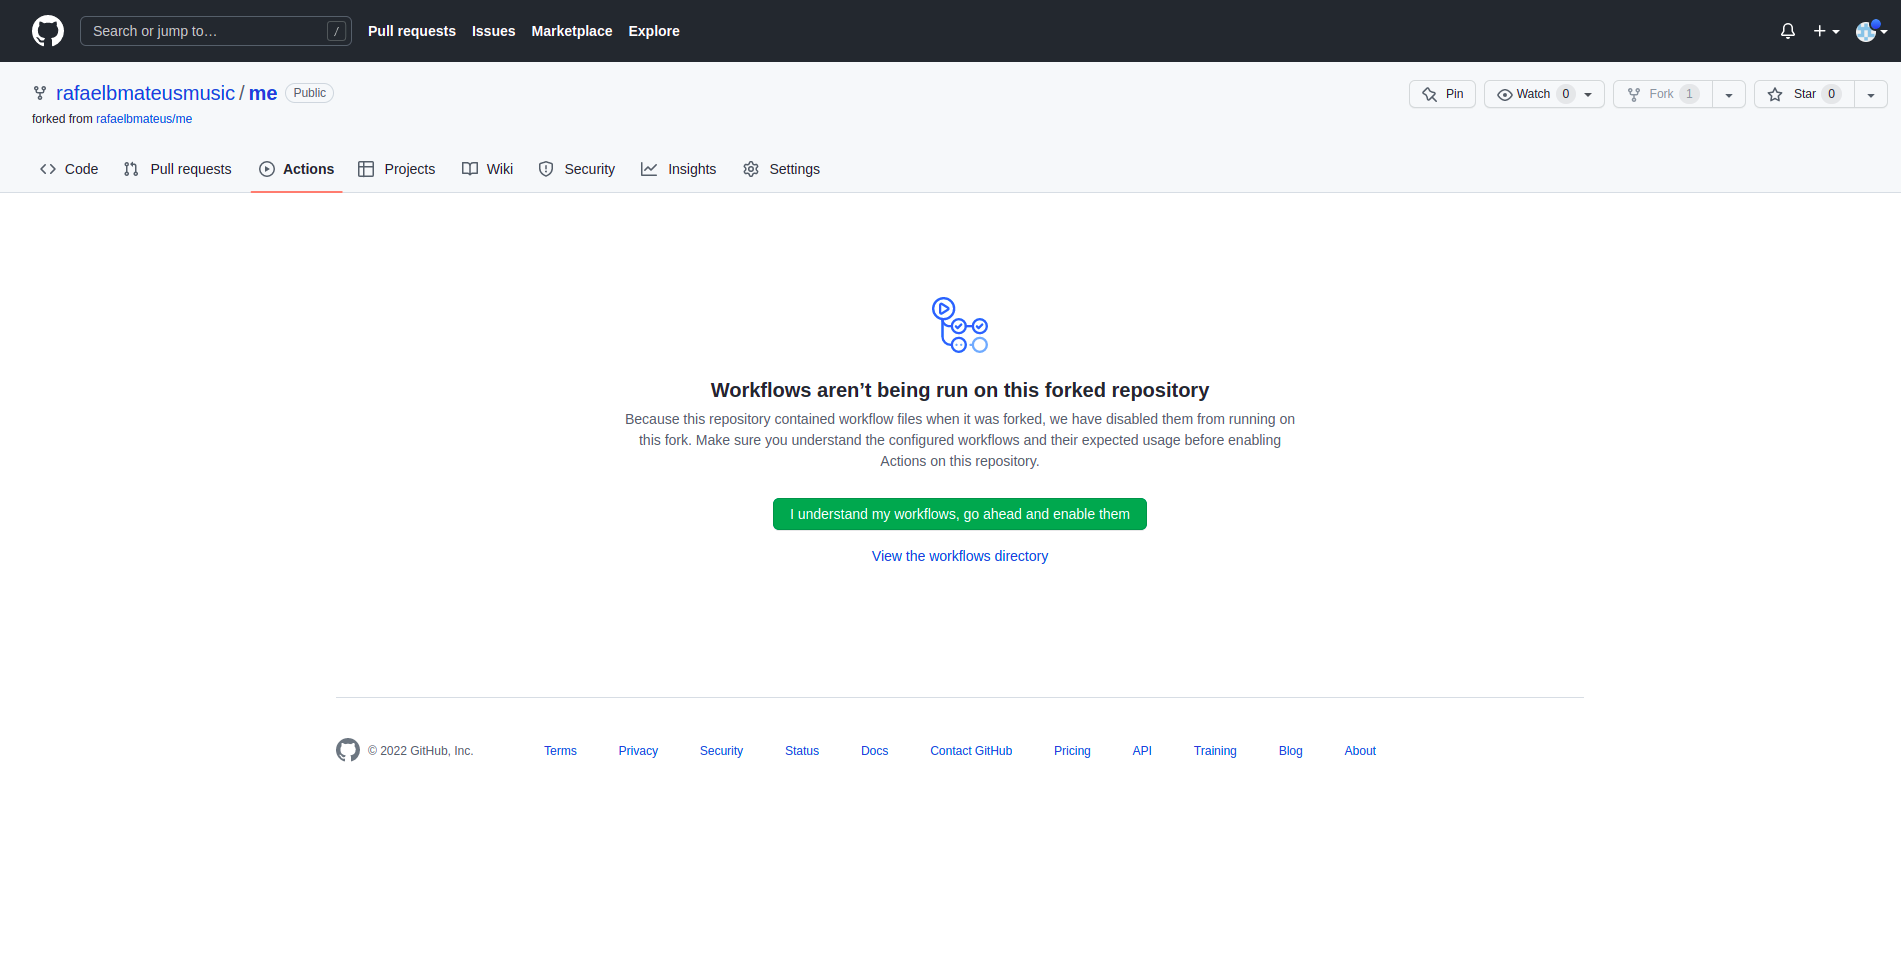 Search or jump to… / Pull requests Issues Marketplace Explore
rafaelbmateusmusic / me Public Pin Watch 0 Fork 1 Star 0
forked from rafaelbmateus/me
Code Pull requests Actions Projects Wiki Security Insights Settings
Workflows aren’t being run on this forked repository
Because this repository contained workflow files when it was forked, we have disabled them from running on
this fork. Make sure you understand the configured workflows and their expected usage before enabling
Actions on this repository.
I understand my workflows, go ahead and enable them
View the workflows directory
© 2022 GitHub, Inc. Terms Privacy Security Status Docs Contact GitHub Pricing API Training Blog About